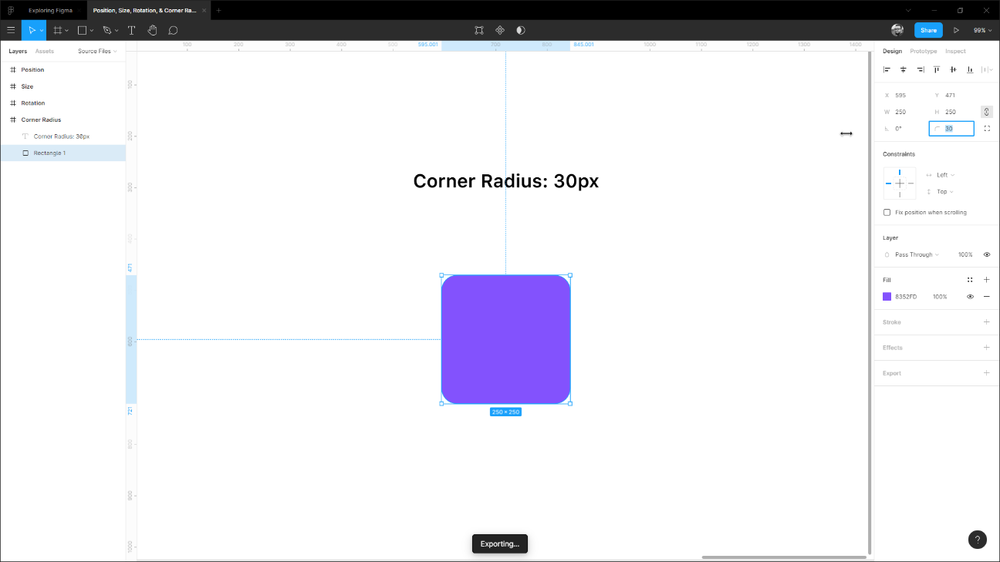 Exploring Figma
Position, Size, Rotation, & Corner Ra...
Share
99%
Layers
Assets
Source Files
Position
Size
Rotation
Corner Radius
Corner Radius: 30px
Rectangle 1
100
200
300
400
500
595.001
700
800
845.001
1000
1100
1200
1300
1400
100
200
300
400
471
600
721
800
900
1000
Corner Radius: 30px
250 × 250
Exporting...
Design
Prototype
Inspect
X 595
Y 471
W 250
H 250
0°
30
Constraints
Left
Top
Fix position when scrolling
Layer
Pass Through
100%
Fill
8352FD
100%
Stroke
Effects
Export
?